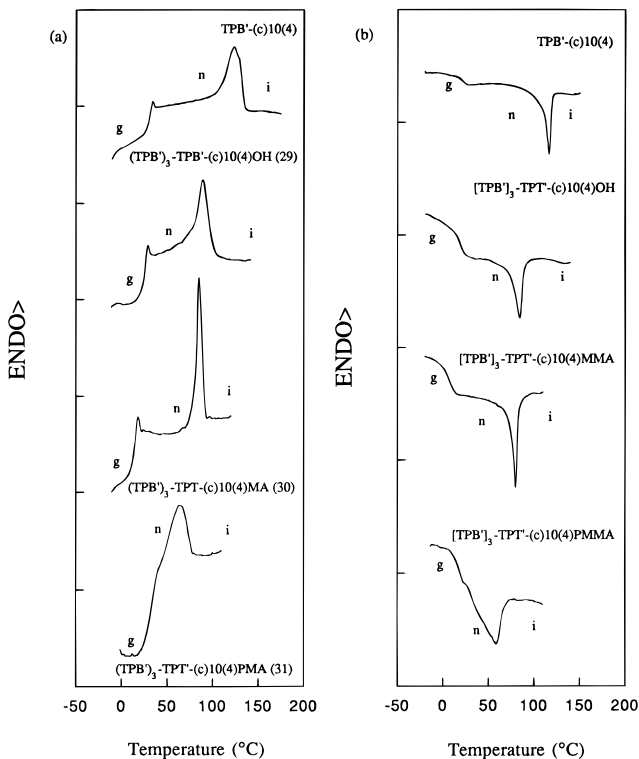 (a)
TPB'-(c)10(4)
n
g
i
(TPB')3-TPB'-(c)10(4)OH (29)
i
n
g
i
n
g
(TPB')3-TPT-(c)10(4)MA (30)
n
i
g
(TPB')3-TPT'-(c)10(4)PMA (31)
ENDO>
-50 0 50 100 150 200
Temperature (°C)
(b)
TPB'-(c)10(4)
g
n
i
[TPB']3-TPT'-(c)10(4)OH
g
n
i
[TPB']3-TPT'-(c)10(4)MMA
g
n
i
[TPB']3-TPT'-(c)10(4)PMMA
g
n
i
ENDO>
-50 0 50 100 150 200
Temperature (°C)